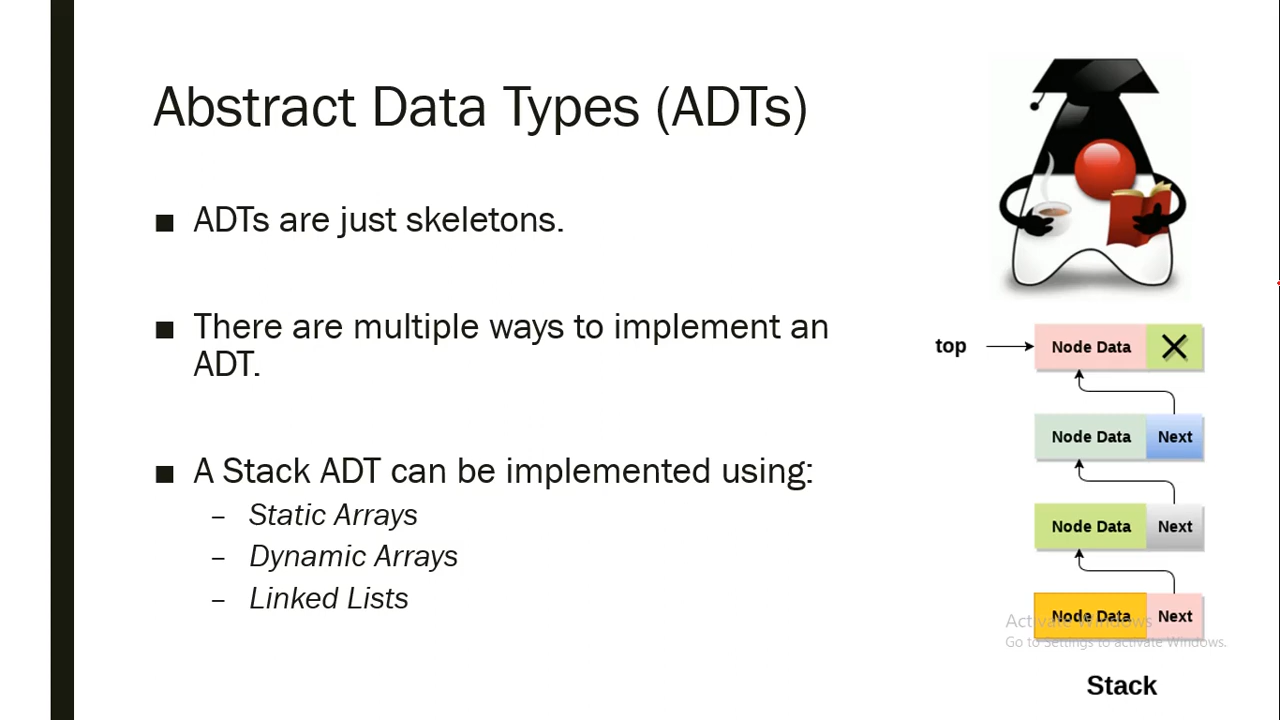 Abstract Data Types (ADTs)
■ ADTs are just skeletons.
■ There are multiple ways to implement an
ADT.
■ A Stack ADT can be implemented using:
– Static Arrays
– Dynamic Arrays
– Linked Lists
top
Node Data
Node Data Next
Node Data Next
Node Data Next
Activate Windows
Go to Settings to activate Windows.
Stack